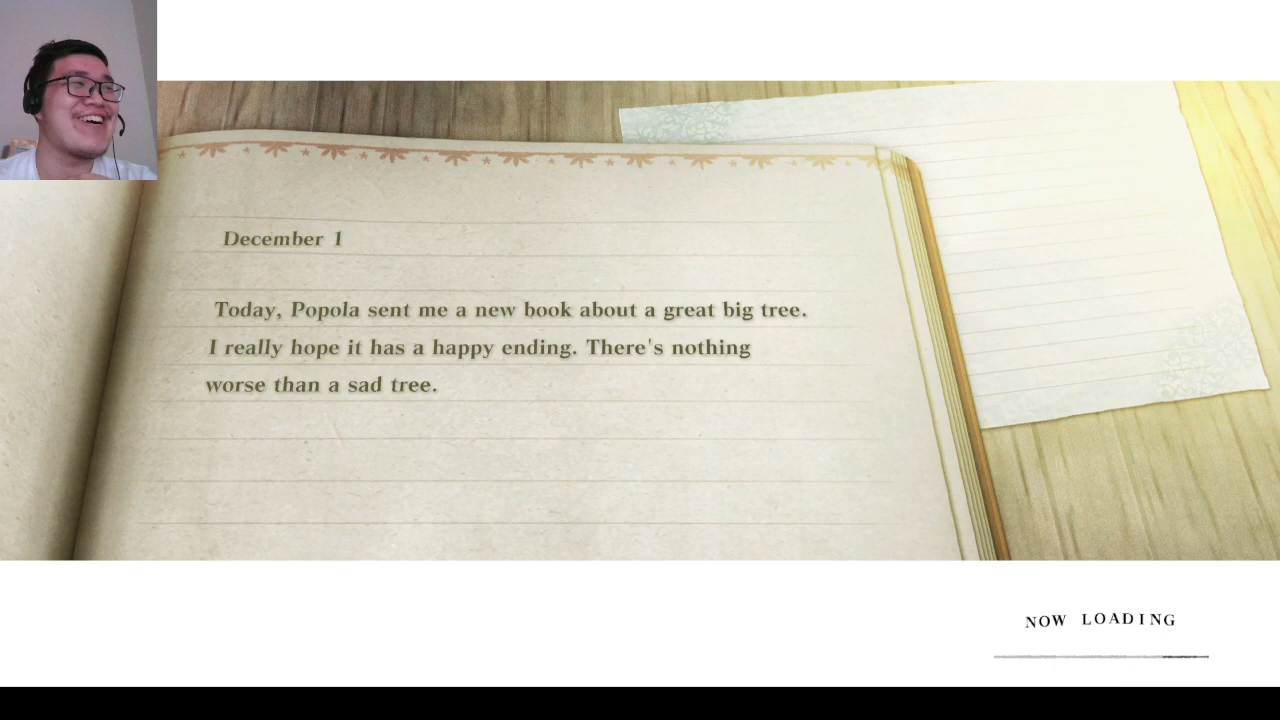 December 1
Today, Popola sent me a new book about a great big tree.
I really hope it has a happy ending. There's nothing
worse than a sad tree.
NOW LOADING